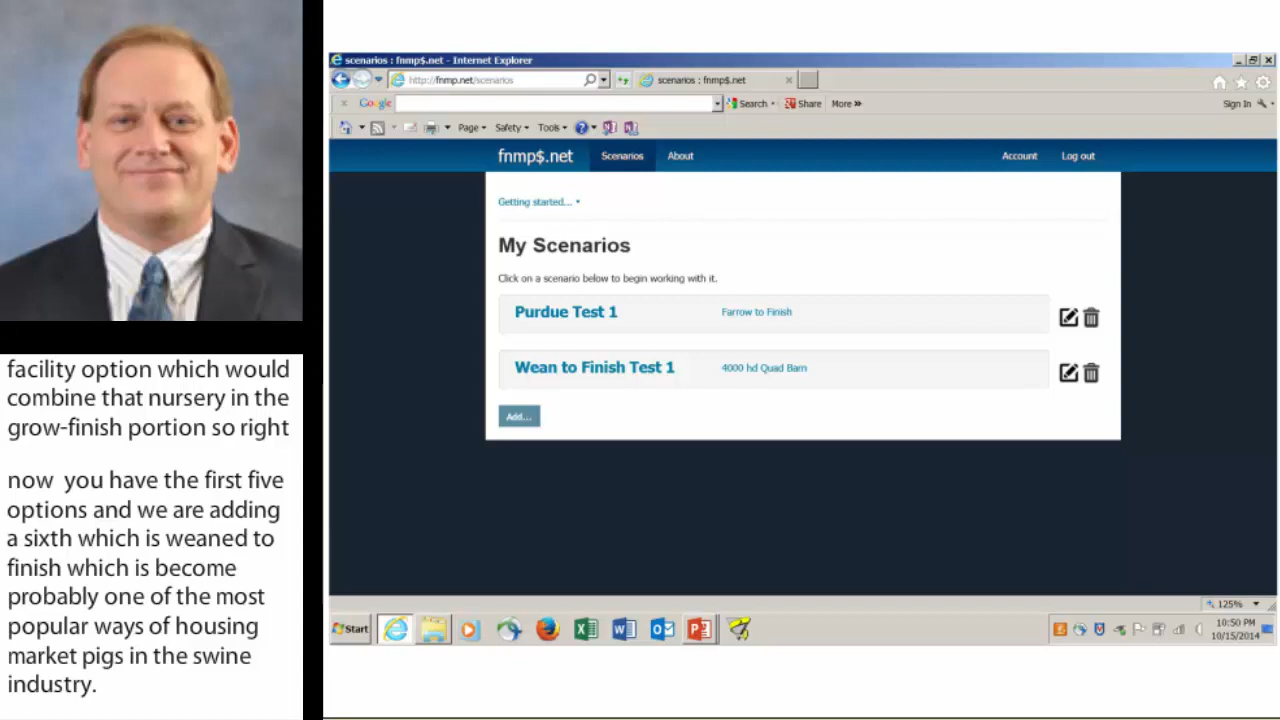 facility option which would
combine that nursery in the
grow-finish portion so right
now you have the first five
options and we are adding
a sixth which is weaned to
finish which is become
probably one of the most
popular ways of housing
market pigs in the swine
industry.
scenarios : fnmp$.net - Internet Explorer
http://fnmp.net/scenarios
scenarios : fnmp$.net
Google
Search
Share
More »
Sign In
Page
Safety
Tools
fnmp$.net
Scenarios
About
Account
Log out
Getting started...
My Scenarios
Click on a scenario below to begin working with it.
Purdue Test 1
Farrow to Finish
Wean to Finish Test 1
4000 hd Quad Barn
Add...
125%
Start
10:50 PM
10/15/2014